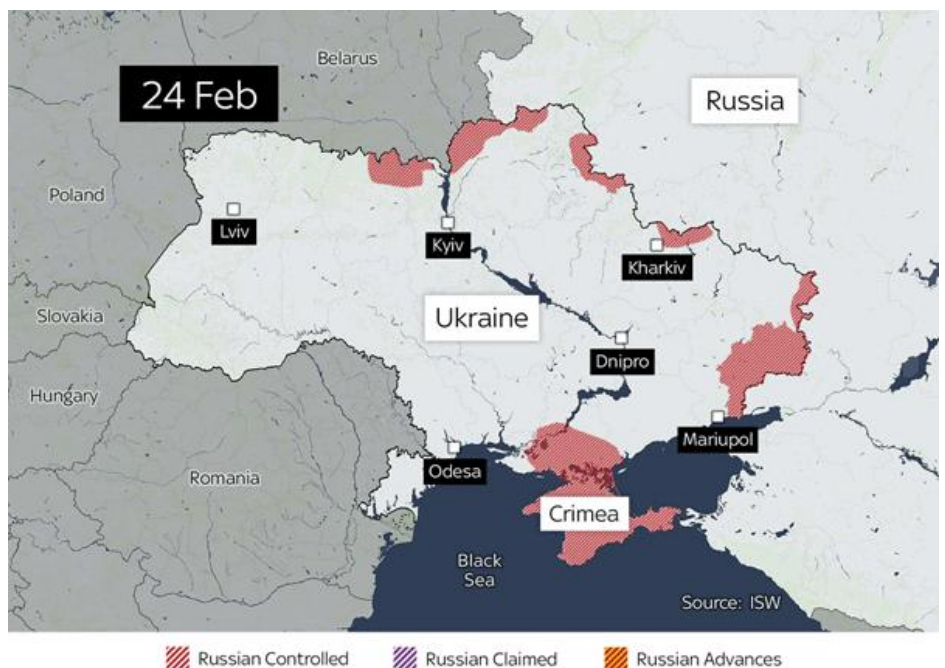 Belarus
24 Feb
Russia
Poland
Lviv
Kyiv
Kharkiv
Slovakia
Ukraine
Hungary
Dnipro
Mariupol
Odesa
Romania
Crimea
Black
Sea
Source: ISW
Russian Controlled
Russian Claimed
Russian Advances